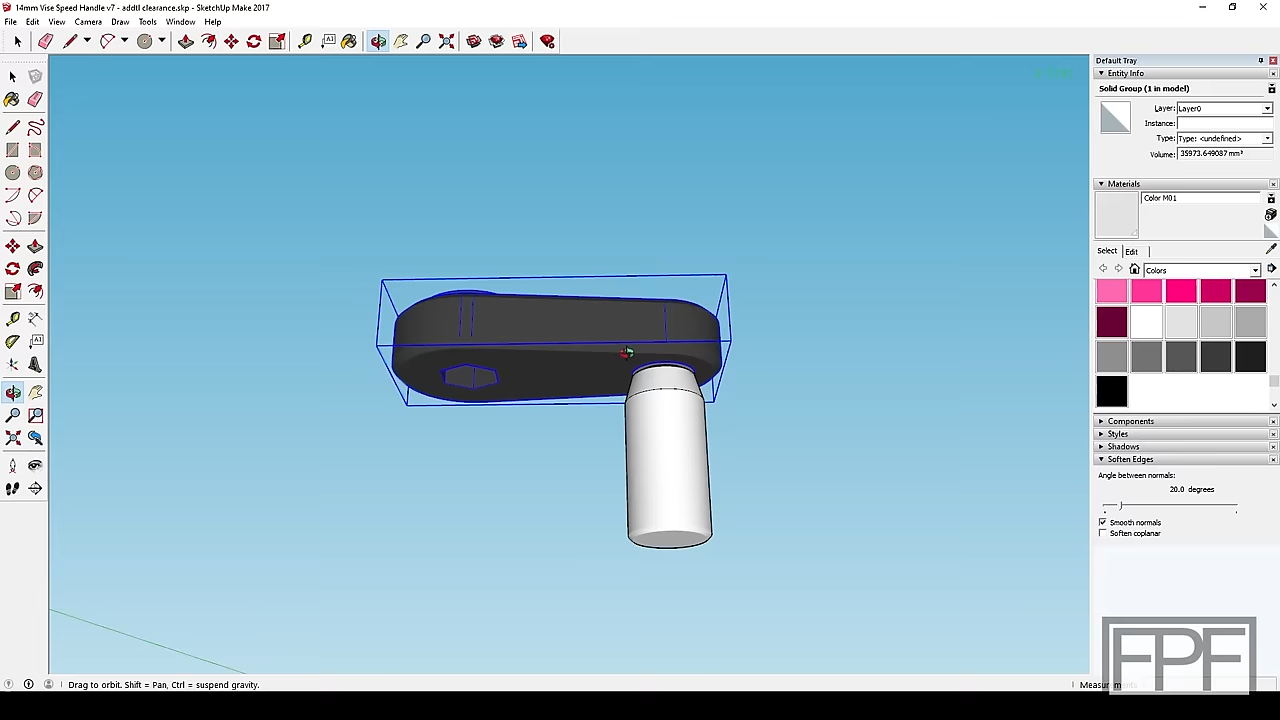 14mm Vise Speed Handle v7 - addtl clearance.skp - SketchUp Make 2017
File Edit View Camera Draw Tools Window Help
Default Tray
Entity Info
Solid Group (1 in model)
Layer: Layer0
Instance:
Type: Type: <undefined>
Volume: 35973.649087 mm³
Materials
Color M01
Select Edit
Colors
Components
Styles
Shadows
Soften Edges
Angle between normals:
20.0 degrees
Smooth normals
Soften coplanar
FPF
Drag to orbit. Shift = Pan, Ctrl = suspend gravity.